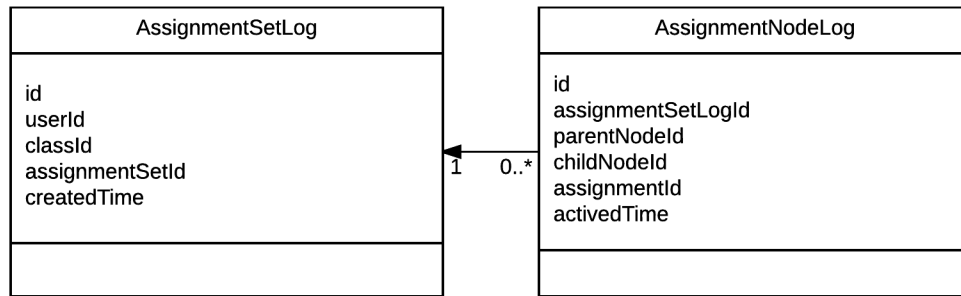 AssignmentSetLog
id
userId
classId
assignmentSetId
createdTime
1
0..*
AssignmentNodeLog
id
assignmentSetLogId
parentNodeId
childNodeId
assignmentId
activedTime